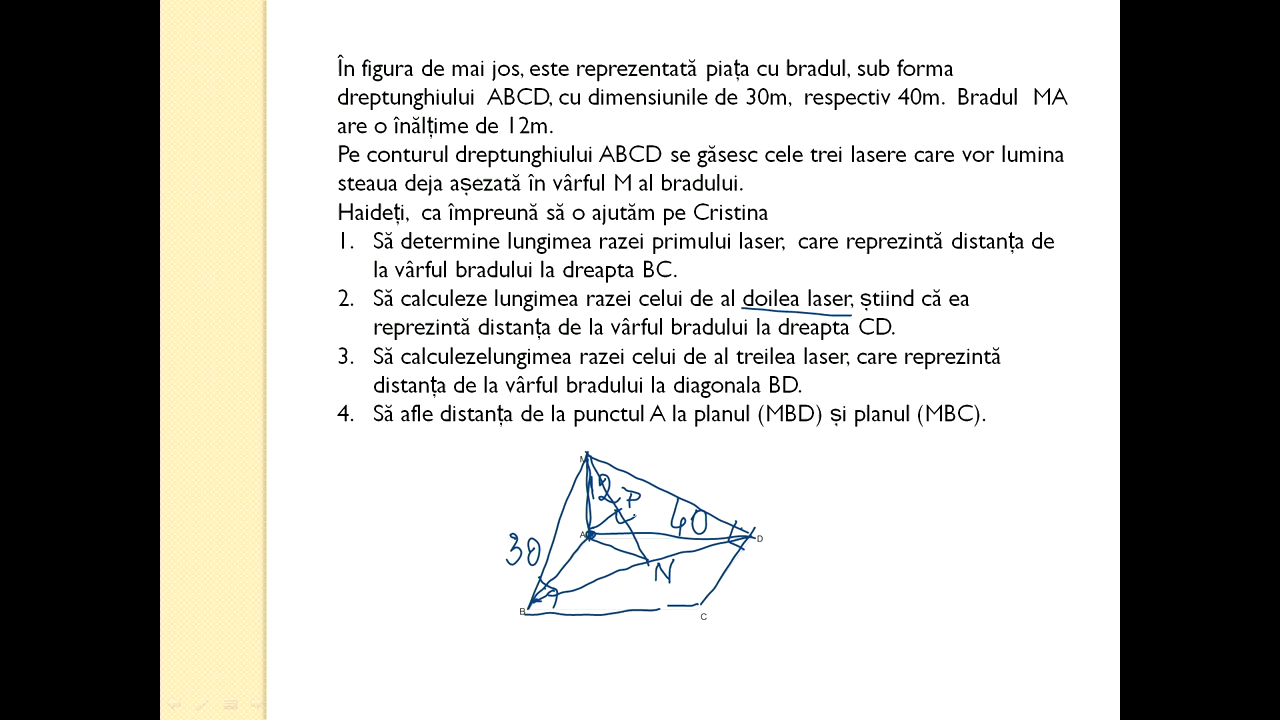 În figura de mai jos, este reprezentată piața cu bradul, sub forma
dreptunghiului ABCD, cu dimensiunile de 30m, respectiv 40m. Bradul MA
are o înălțime de 12m.
Pe conturul dreptunghiului ABCD se găsesc cele trei lasere care vor lumina
steaua deja așezată în vârful M al bradului.
Haideți, ca împreună să o ajutăm pe Cristina
1. Să determine lungimea razei primului laser, care reprezintă distanța de
la vârful bradului la dreapta BC.
2. Să calculeze lungimea razei celui de al doilea laser, știind că ea
reprezintă distanța de la vârful bradului la dreapta CD.
3. Să calculezelungimea razei celui de al treilea laser, care reprezintă
distanța de la vârful bradului la diagonala BD.
4. Să afle distanța de la punctul A la planul (MBD) și planul (MBC).
M
12 P
40
A D
30
N
B C